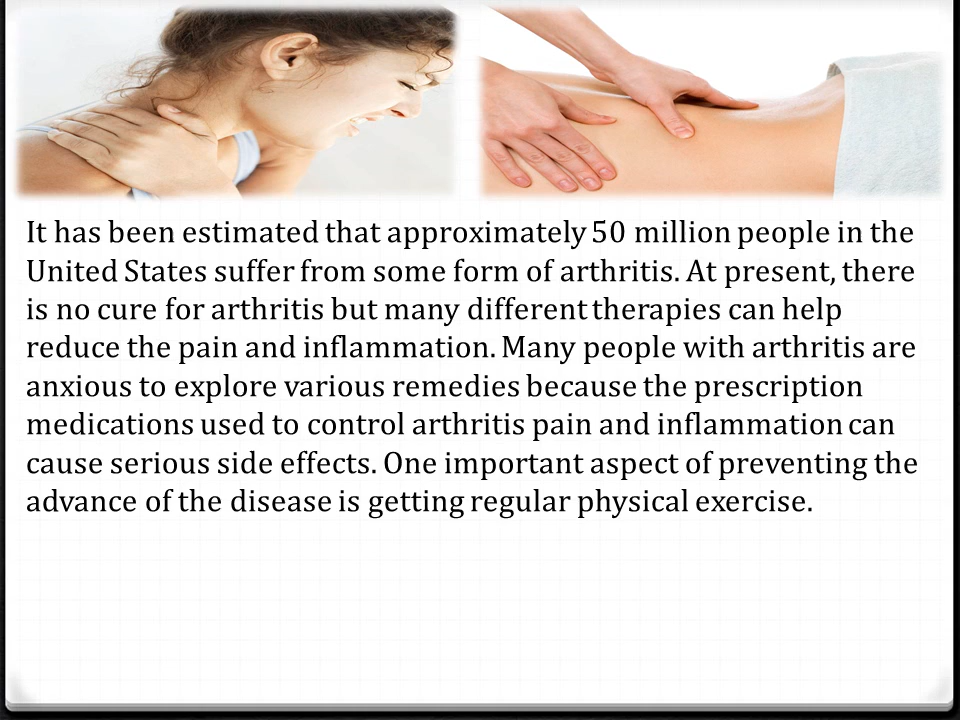 It has been estimated that approximately 50 million people in the
United States suffer from some form of arthritis. At present, there
is no cure for arthritis but many different therapies can help
reduce the pain and inflammation. Many people with arthritis are
anxious to explore various remedies because the prescription
medications used to control arthritis pain and inflammation can
cause serious side effects. One important aspect of preventing the
advance of the disease is getting regular physical exercise.